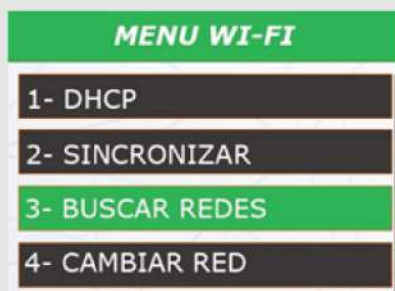 MENU WI-FI
1- DHCP
2- SINCRONIZAR
3- BUSCAR REDES
4- CAMBIAR RED